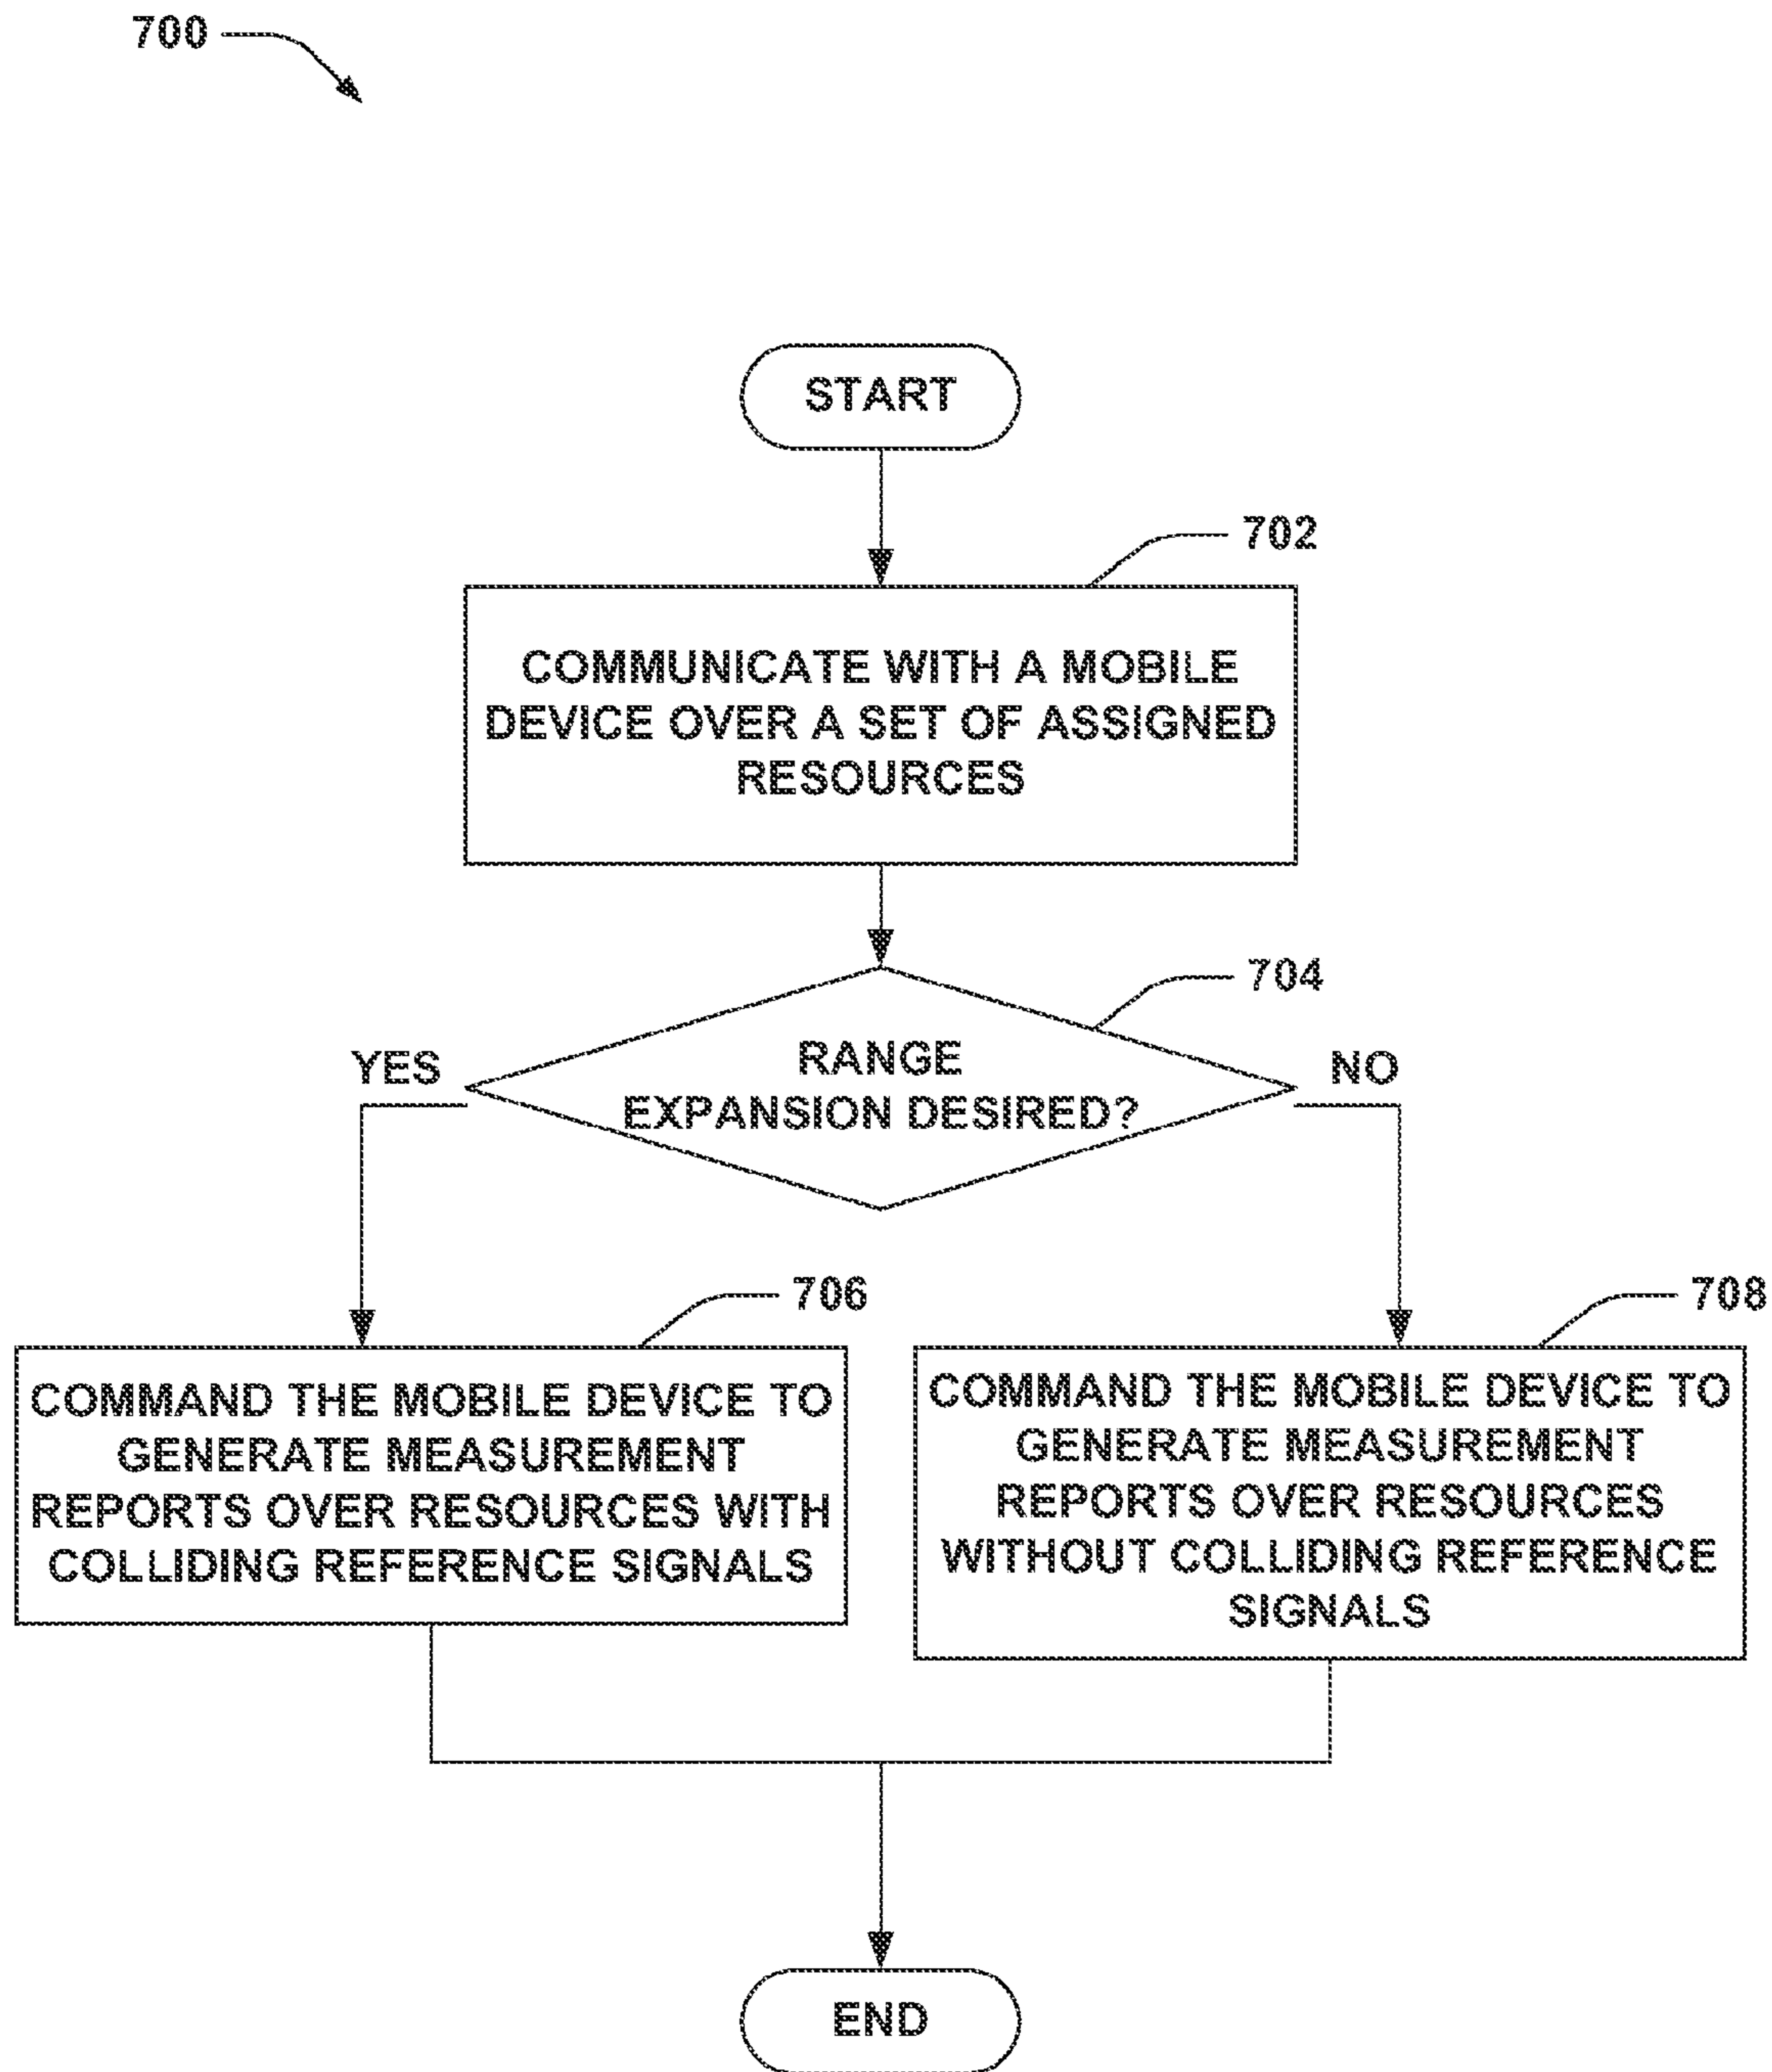 700
START
702
COMMUNICATE WITH A MOBILE
DEVICE OVER A SET OF ASSIGNED
RESOURCES
704
RANGE
EXPANSION DESIRED?
YES
NO
706
COMMAND THE MOBILE DEVICE TO
GENERATE MEASUREMENT
REPORTS OVER RESOURCES WITH
COLLIDING REFERENCE SIGNALS
708
COMMAND THE MOBILE DEVICE TO
GENERATE MEASUREMENT
REPORTS OVER RESOURCES
WITHOUT COLLIDING REFERENCE
SIGNALS
END